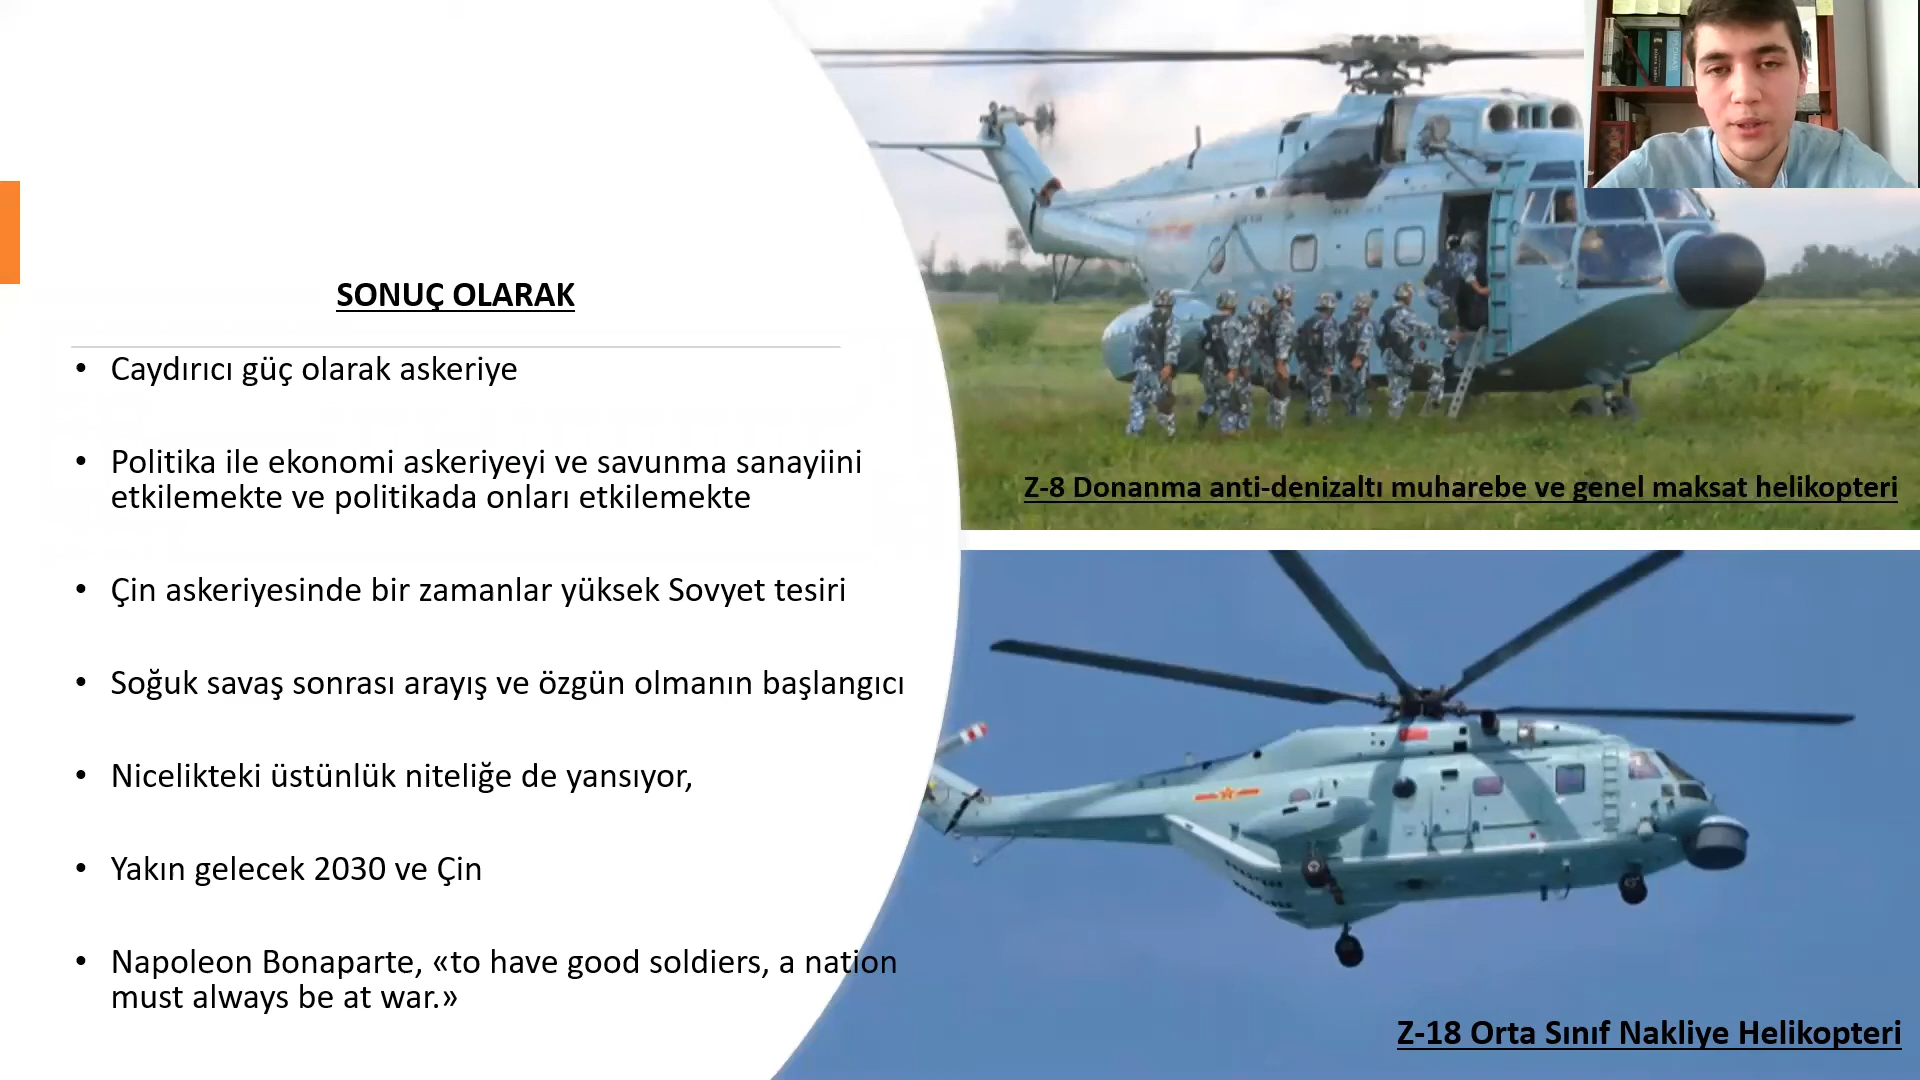 SONUÇ OLARAK
• Caydırıcı güç olarak askeriye
• Politika ile ekonomi askeriyeyi ve savunma sanayiini
etkilemekte ve politikada onları etkilemekte
• Çin askeriyesinde bir zamanlar yüksek Sovyet tesiri
• Soğuk savaş sonrası arayış ve özgün olmanın başlangıcı
• Nicelikteki üstünlük niteliğe de yansıyor,
• Yakın gelecek 2030 ve Çin
• Napoleon Bonaparte, «to have good soldiers, a nation
must always be at war.»
Z-8 Donanma anti-denizaltı muharebe ve genel maksat helikopteri
Z-18 Orta Sınıf Nakliye Helikopteri